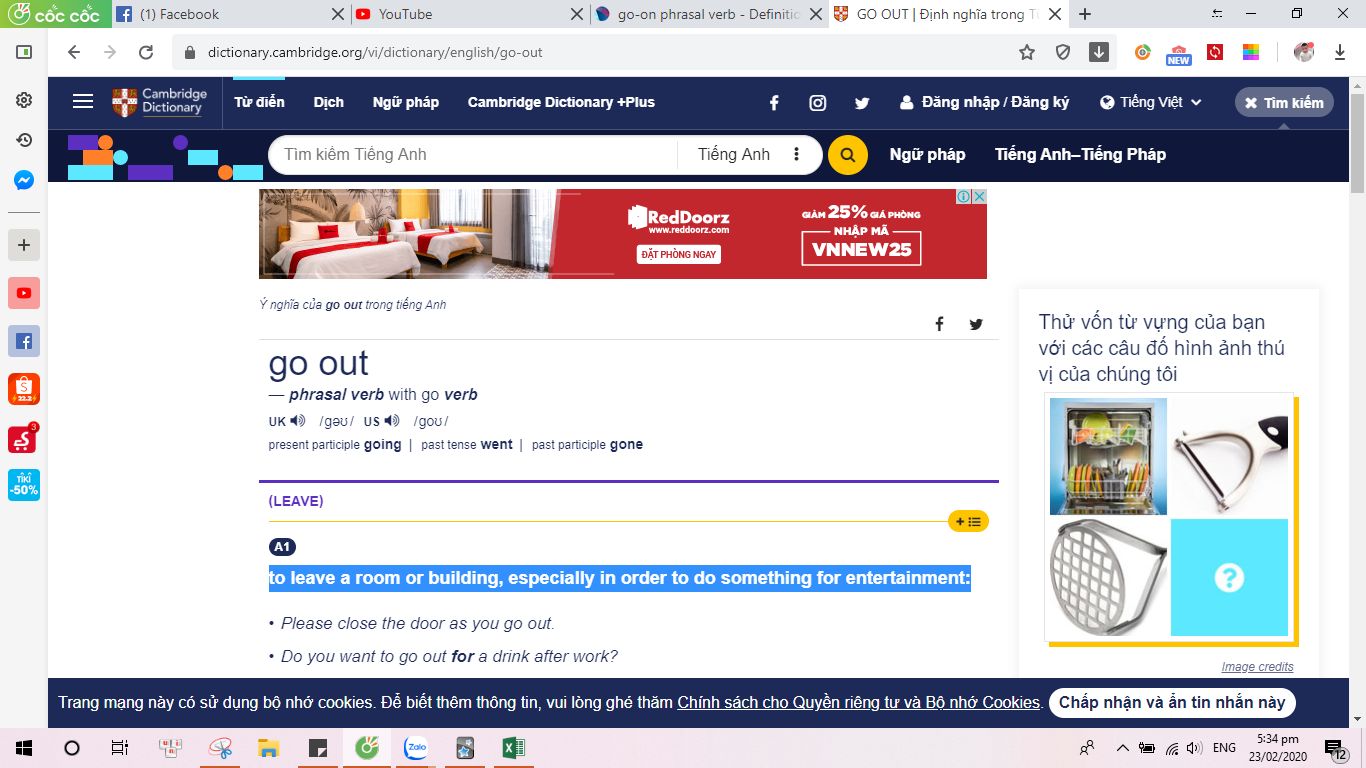 cốc cốc
(1) Facebook
YouTube
go-on phrasal verb - Definitio
GO OUT | Định nghĩa trong Từ
dictionary.cambridge.org/vi/dictionary/english/go-out
NEW
Cambridge
Dictionary
Từ điển
Dịch
Ngữ pháp
Cambridge Dictionary +Plus
Đăng nhập / Đăng ký
Tiếng Việt
Tìm kiếm
Tìm kiếm Tiếng Anh
Tiếng Anh
Ngữ pháp
Tiếng Anh–Tiếng Pháp
RedDoorz
www.reddoorz.com
ĐẶT PHÒNG NGAY
GIẢM 25% GIÁ PHÒNG
NHẬP MÃ
VNNEW25
Ý nghĩa của go out trong tiếng Anh
go out
— phrasal verb with go verb
UK /ɡəʊ/ US /ɡoʊ/
present participle going | past tense went | past participle gone
(LEAVE)
A1
to leave a room or building, especially in order to do something for entertainment:
• Please close the door as you go out.
• Do you want to go out for a drink after work?
Thử vốn từ vựng của bạn
với các câu đố hình ảnh thú
vị của chúng tôi
?
Image credits
22.2
3
TIKI
-50%
Trang mạng này có sử dụng bộ nhớ cookies. Để biết thêm thông tin, vui lòng ghé thăm Chính sách cho Quyền riêng tư và Bộ nhớ Cookies.
Chấp nhận và ẩn tin nhắn này
Zalo
ENG
5:34 pm
23/02/2020
12